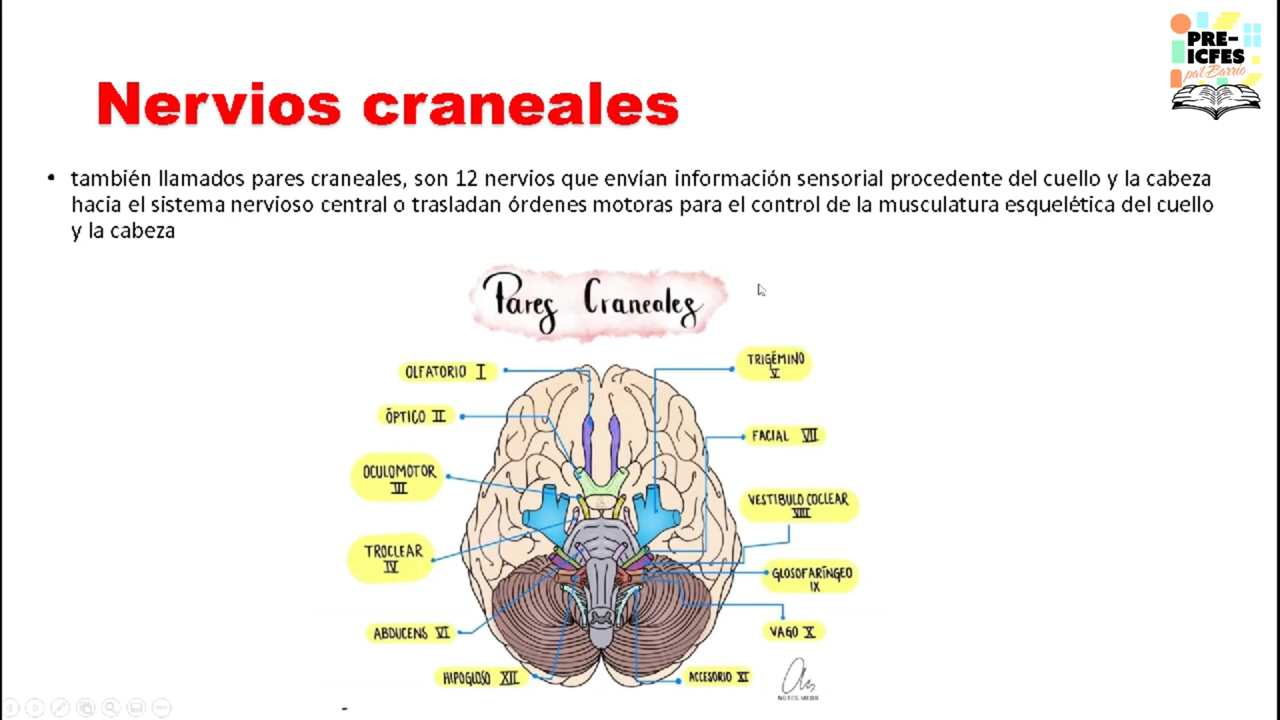 PRE-
ICFES
pa'l Barrio
Nervios craneales
• también llamados pares craneales, son 12 nervios que envían información sensorial procedente del cuello y la cabeza
hacia el sistema nervioso central o trasladan órdenes motoras para el control de la musculatura esquelética del cuello
y la cabeza
Pares Craneales
OLFATORIO I
ÓPTICO II
OCULOMOTOR
III
TROCLEAR
IV
ABDUCENS VI
HIPOGLOSO XII
TRIGÉMINO
V
FACIAL VII
VESTIBULO COCLEAR
VIII
GLOSOFARÍNGEO
IX
VAGO X
ACCESORIO XI